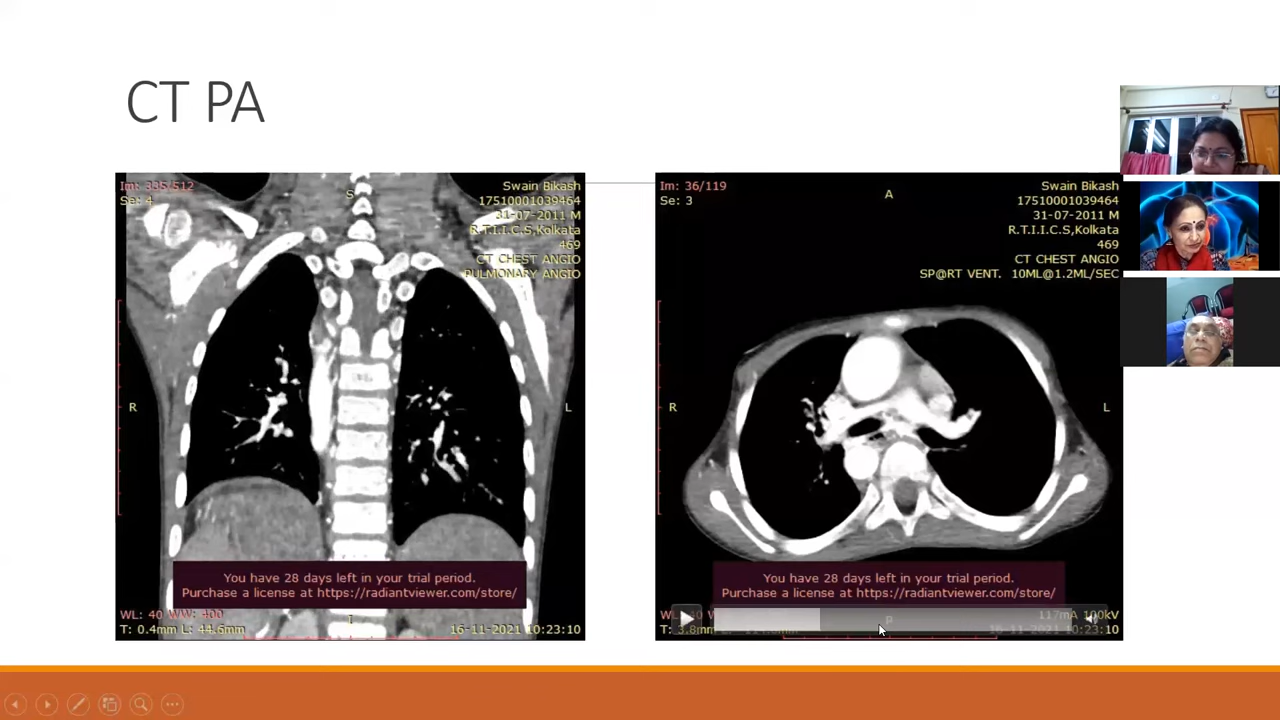 CT PA
Im: 335/512
Se: 4
S
Swain Bikash
17510001039464
31-07-2011 M
R.T.I.I.C.S,Kolkata
469
CT CHEST ANGIO
PULMONARY ANGIO
R
L
You have 28 days left in your trial period.
Purchase a license at https://radiantviewer.com/store/
WL: 40 WW: 400
T: 0.4mm L: 44.6mm
I
16-11-2021 10:23:10
Im: 36/119
Se: 3
A
Swain Bikash
17510001039464
31-07-2011 M
R.T.I.I.C.S,Kolkata
469
CT CHEST ANGIO
SP@RT VENT. 10ML@1.2ML/SEC
R
L
You have 28 days left in your trial period.
Purchase a license at https://radiantviewer.com/store/
117mA 100kV
T: 3.8mm
P
16-11-2021 10:23:10